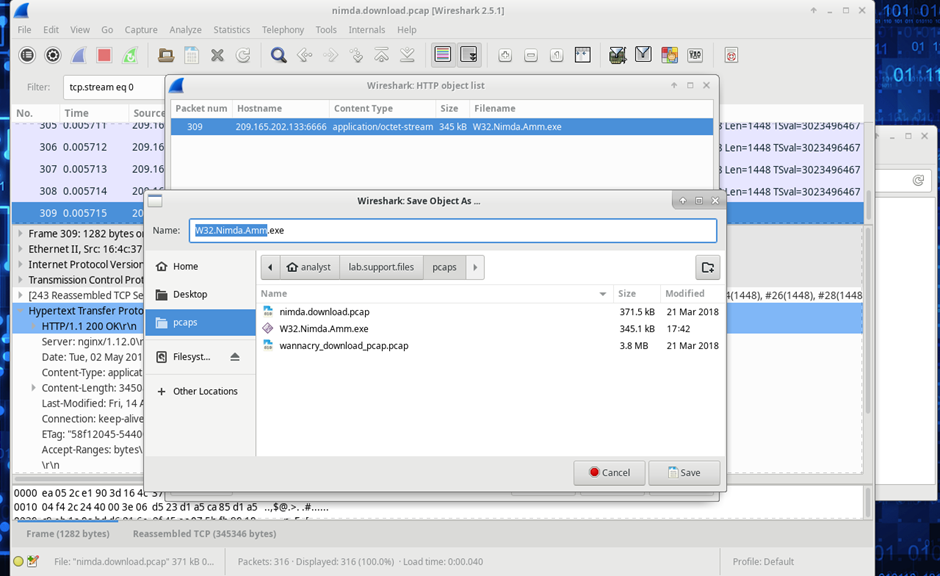 nimda.download.pcap [Wireshark 2.5.1]
File Edit View Go Capture Analyze Statistics Telephony Tools Internals Help
Filter: tcp.stream eq 0
Wireshark: HTTP object list
No. Time Source
Packet num Hostname Content Type Size Filename
309 209.165.202.133:6666 application/octet-stream 345 kB W32.Nimda.Amm.exe
305 0.005711 209.16 Len=1448 TSval=3023496467
306 0.005712 209.16 Len=1448 TSval=3023496467
307 0.005713 209.16 Len=1448 TSval=3023496467
308 0.005714 209.16 Len=1448 TSval=3023496467
309 0.005715 20
Wireshark: Save Object As ...
Name: W32.Nimda.Amm.exe
Home
Desktop
pcaps
Filesyst...
Other Locations
analyst lab.support.files pcaps
Name Size Modified
nimda.download.pcap 371.5 kB 21 Mar 2018
W32.Nimda.Amm.exe 345.1 kB 17:42
wannacry_download_pcap.pcap 3.8 MB 21 Mar 2018
Cancel Save
Frame 309: 1282 bytes o
Ethernet II, Src: 16:4c:37
Internet Protocol Version
Transmission Control Pro
[243 Reassembled TCP Se 4(1448), #26(1448), #28(1448),
Hypertext Transfer Proto
HTTP/1.1 200 OK\r\n
Server: nginx/1.12.0\
Date: Tue, 02 May 201
Content-Type: applicat
Content-Length: 3450
Last-Modified: Fri, 14 A
Connection: keep-alive
ETag: "58f12045-5440
Accept-Ranges: bytes\
\r\n
0000 ea 05 2c e1 90 3d 16 4c 37
0010 04 f4 2c 24 40 00 3e 06 d5 23 d1 a5 ca 85 d1 a5 ..,$@.>. .#......
Frame (1282 bytes) Reassembled TCP (345346 bytes)
File: "nimda.download.pcap" 371 kB 0... Packets: 316 · Displayed: 316 (100.0%) · Load time: 0:00.040 Profile: Default